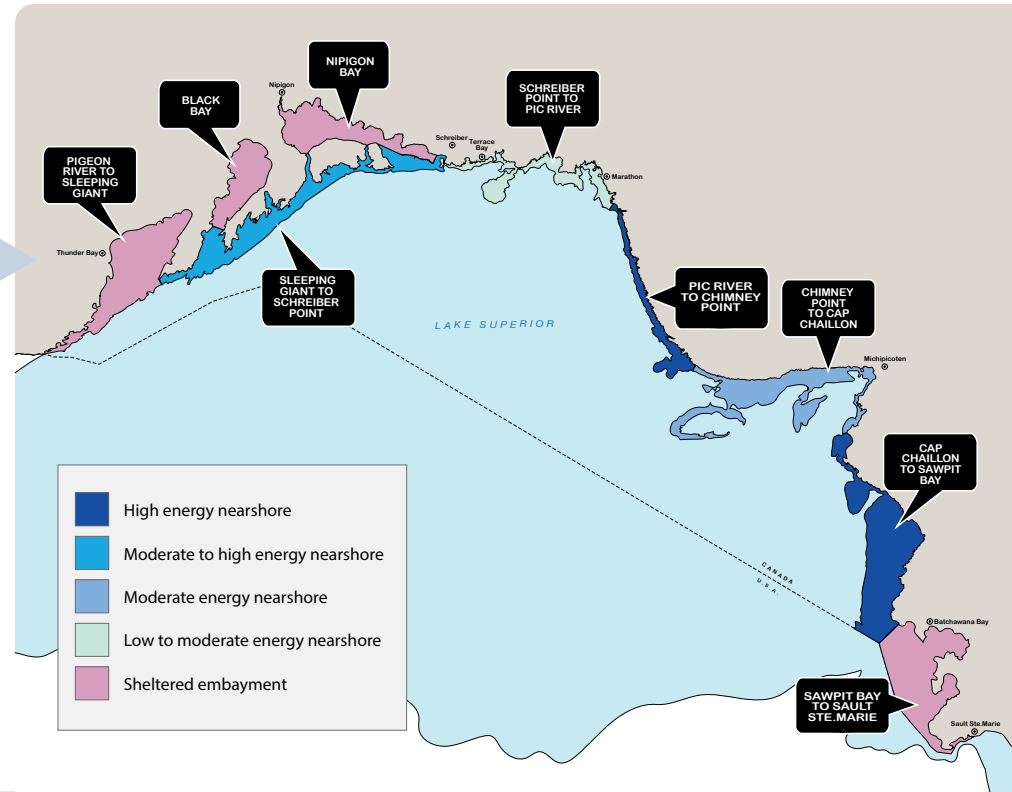 NIPIGON
BAY
Nipigon
BLACK
BAY
SCHREIBER
POINT TO
PIC RIVER
Schreiber
Terrace
Bay
Marathon
PIGEON
RIVER TO
SLEEPING
GIANT
Thunder Bay
SLEEPING
GIANT TO
SCHREIBER
POINT
LAKE SUPERIOR
PIC RIVER
TO CHIMNEY
POINT
CHIMNEY
POINT
TO CAP
CHAILLON
Michipicoten
CAP
CHAILLON
TO SAWPIT
BAY
High energy nearshore
Moderate to high energy nearshore
Moderate energy nearshore
Low to moderate energy nearshore
Sheltered embayment
CANADA
U.S.A.
Batchawana Bay
SAWPIT BAY
TO SAULT
STE.MARIE
Sault Ste.Marie